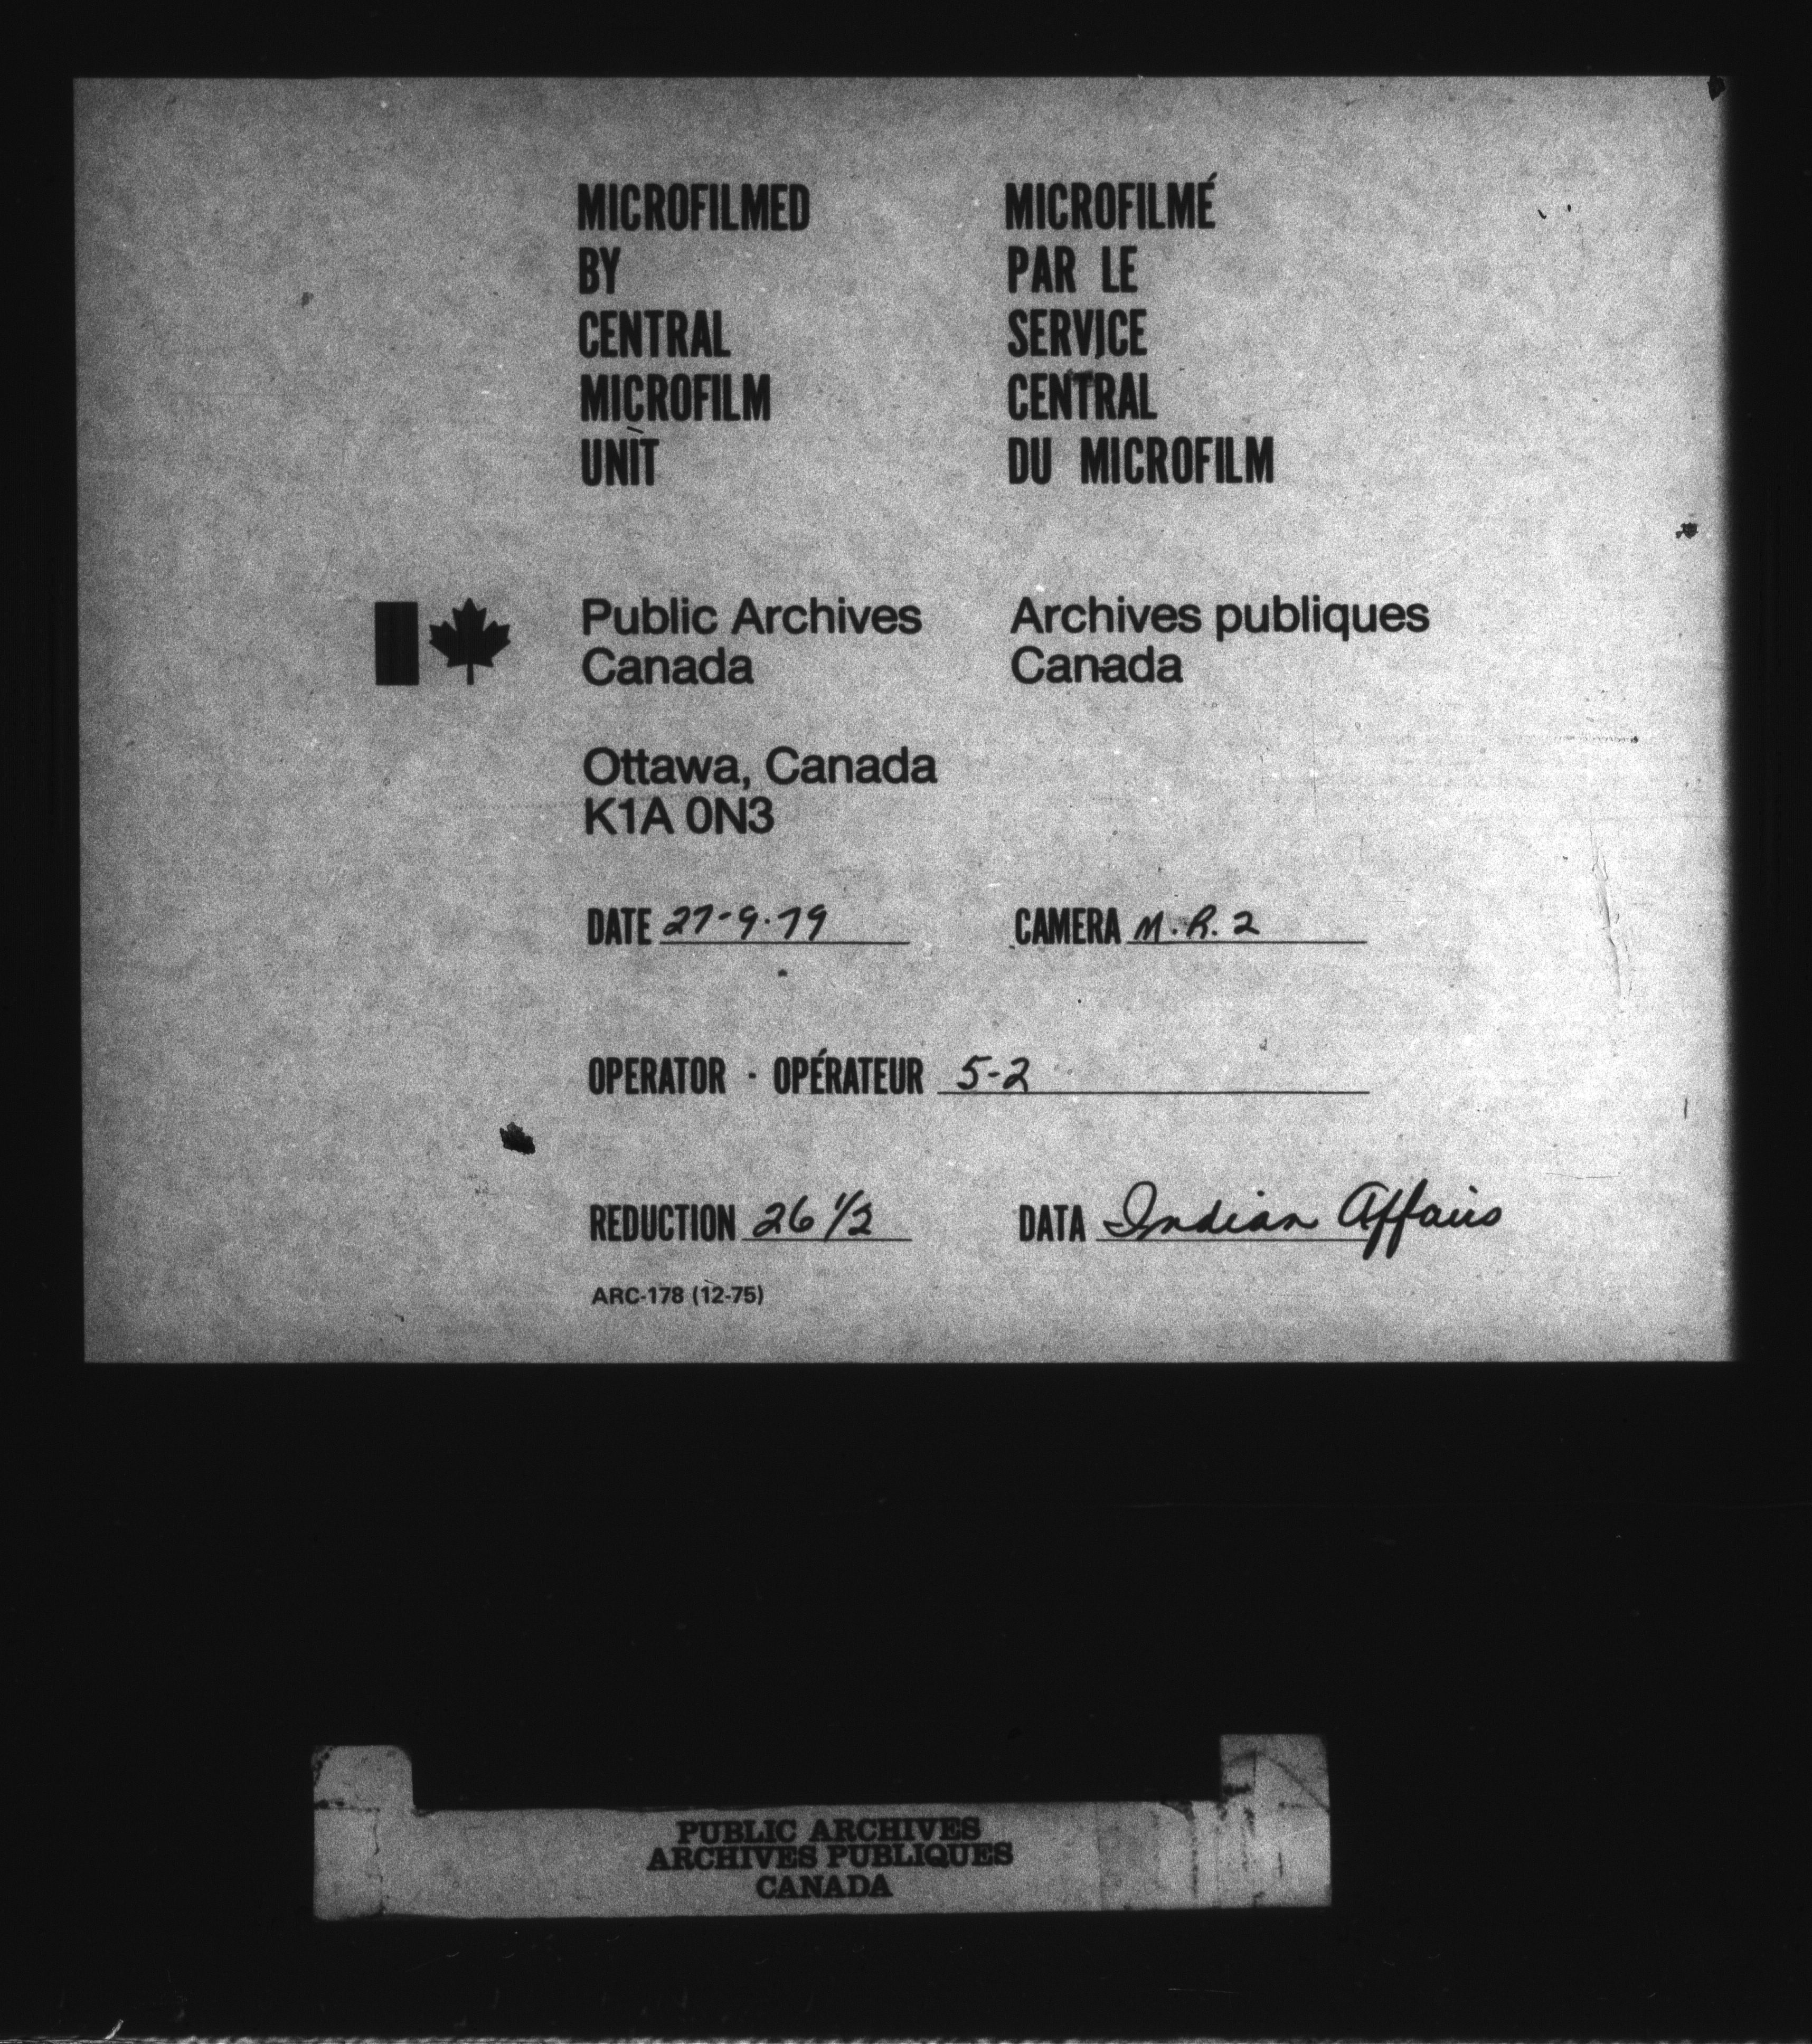 MICROFILMED
BY
CENTRAL
MICROFILM
UNIT
MICROFILMÉ
PAR LE
SERVICE
CENTRAL
DU MICROFILM
Public Archives
Canada
Archives publiques
Canada
Ottawa, Canada
K1A 0N3
DATE 27-9-79
CAMERA M.R. 2
OPERATOR - OPÉRATEUR 5-2
REDUCTION 26 1/2
DATA Indian Affairs
ARC-178 (12-75)
PUBLIC ARCHIVES
ARCHIVES PUBLIQUES
CANADA